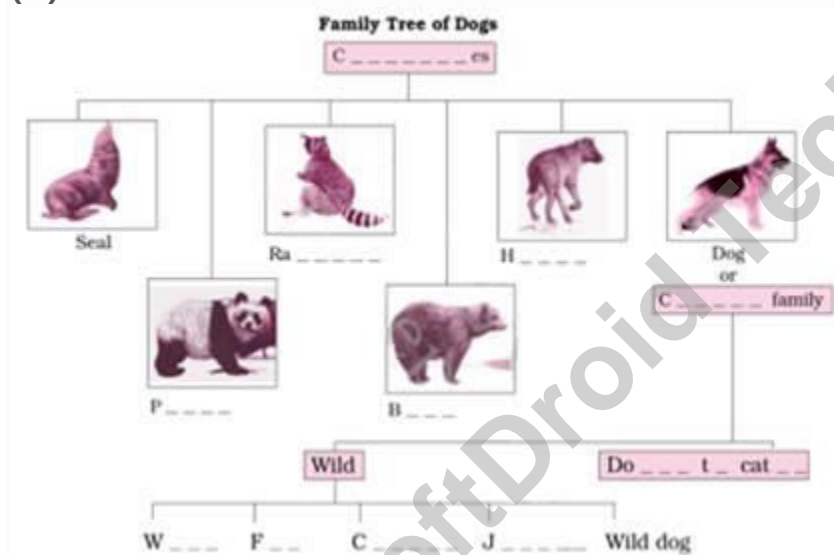 Family Tree of Dogs
C _ _ _ _ _ _ _ es
Seal
Ra _ _ _ _ _
H _ _ _ _
Dog
or
C _ _ _ _ _ family
P _ _ _ _
B _ _ _
Wild
Do _ _ _ t _ cat _ _
W _ _ _ F _ _ C _ _ _ _ _ J _ _ _ _ _ Wild dog